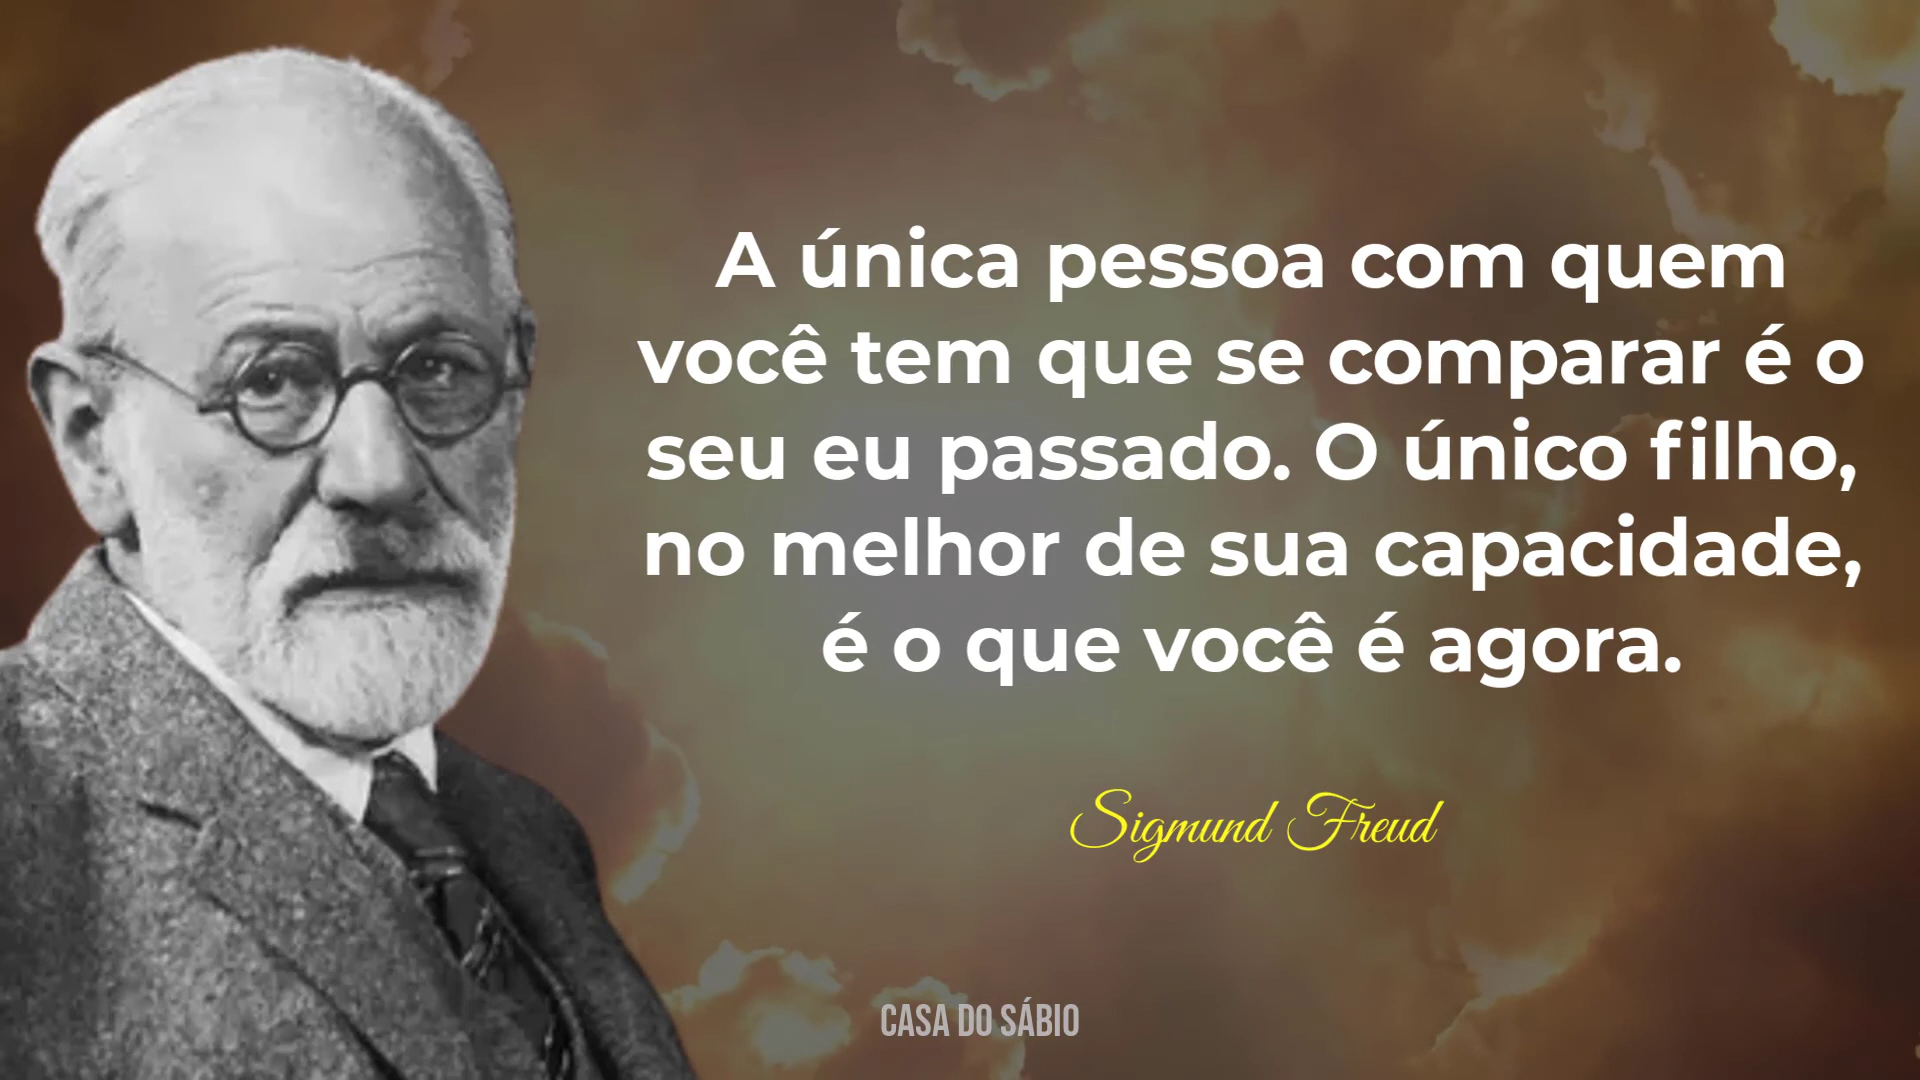 A única pessoa com quem
você tem que se comparar é o
seu eu passado. O único filho,
no melhor de sua capacidade,
é o que você é agora.
Sigmund Freud
CASA DO SÁBIO